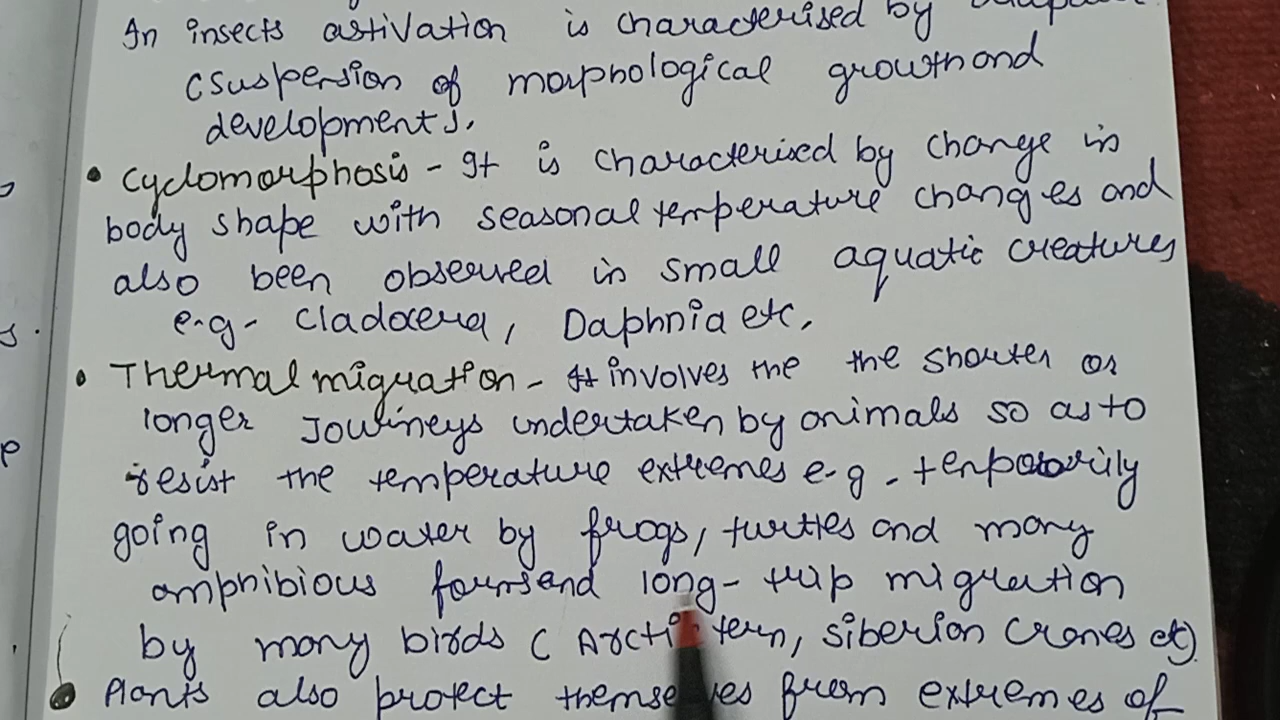 In insects astivation is characterised by
(Suspension of morphological growth and
development).
• Cyclomorphosis - It is characterised by change in
body shape with seasonal temperature changes and
also been observed in small aquatic creatures
e.g- Cladocera, Daphnia etc.
• Thermal migration - It involves the the shorter or
longer Journeys undertaken by animals so as to
resist the temperature extremes e.g. temporarily
going in water by frogs, turtles and many
amphibious forms and long-trip migration
by many birds ( Arctic tern, Siberian Cranes etc)
• Plants also protect themselves from extremes of